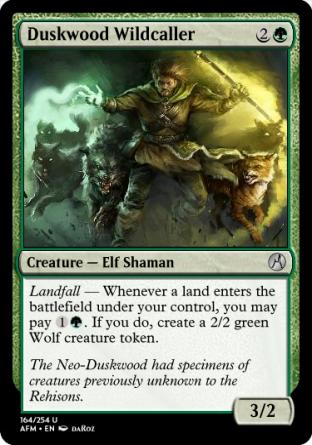 Duskwood Wildcaller 2
Creature — Elf Shaman
Landfall — Whenever a land enters the
battlefield under your control, you may
pay 1. If you do, create a 2/2 green
Wolf creature token.
The Neo-Duskwood had specimens of
creatures previously unknown to the
Rehisons.
3/2
164/254 U
AFM • EN DAROZ